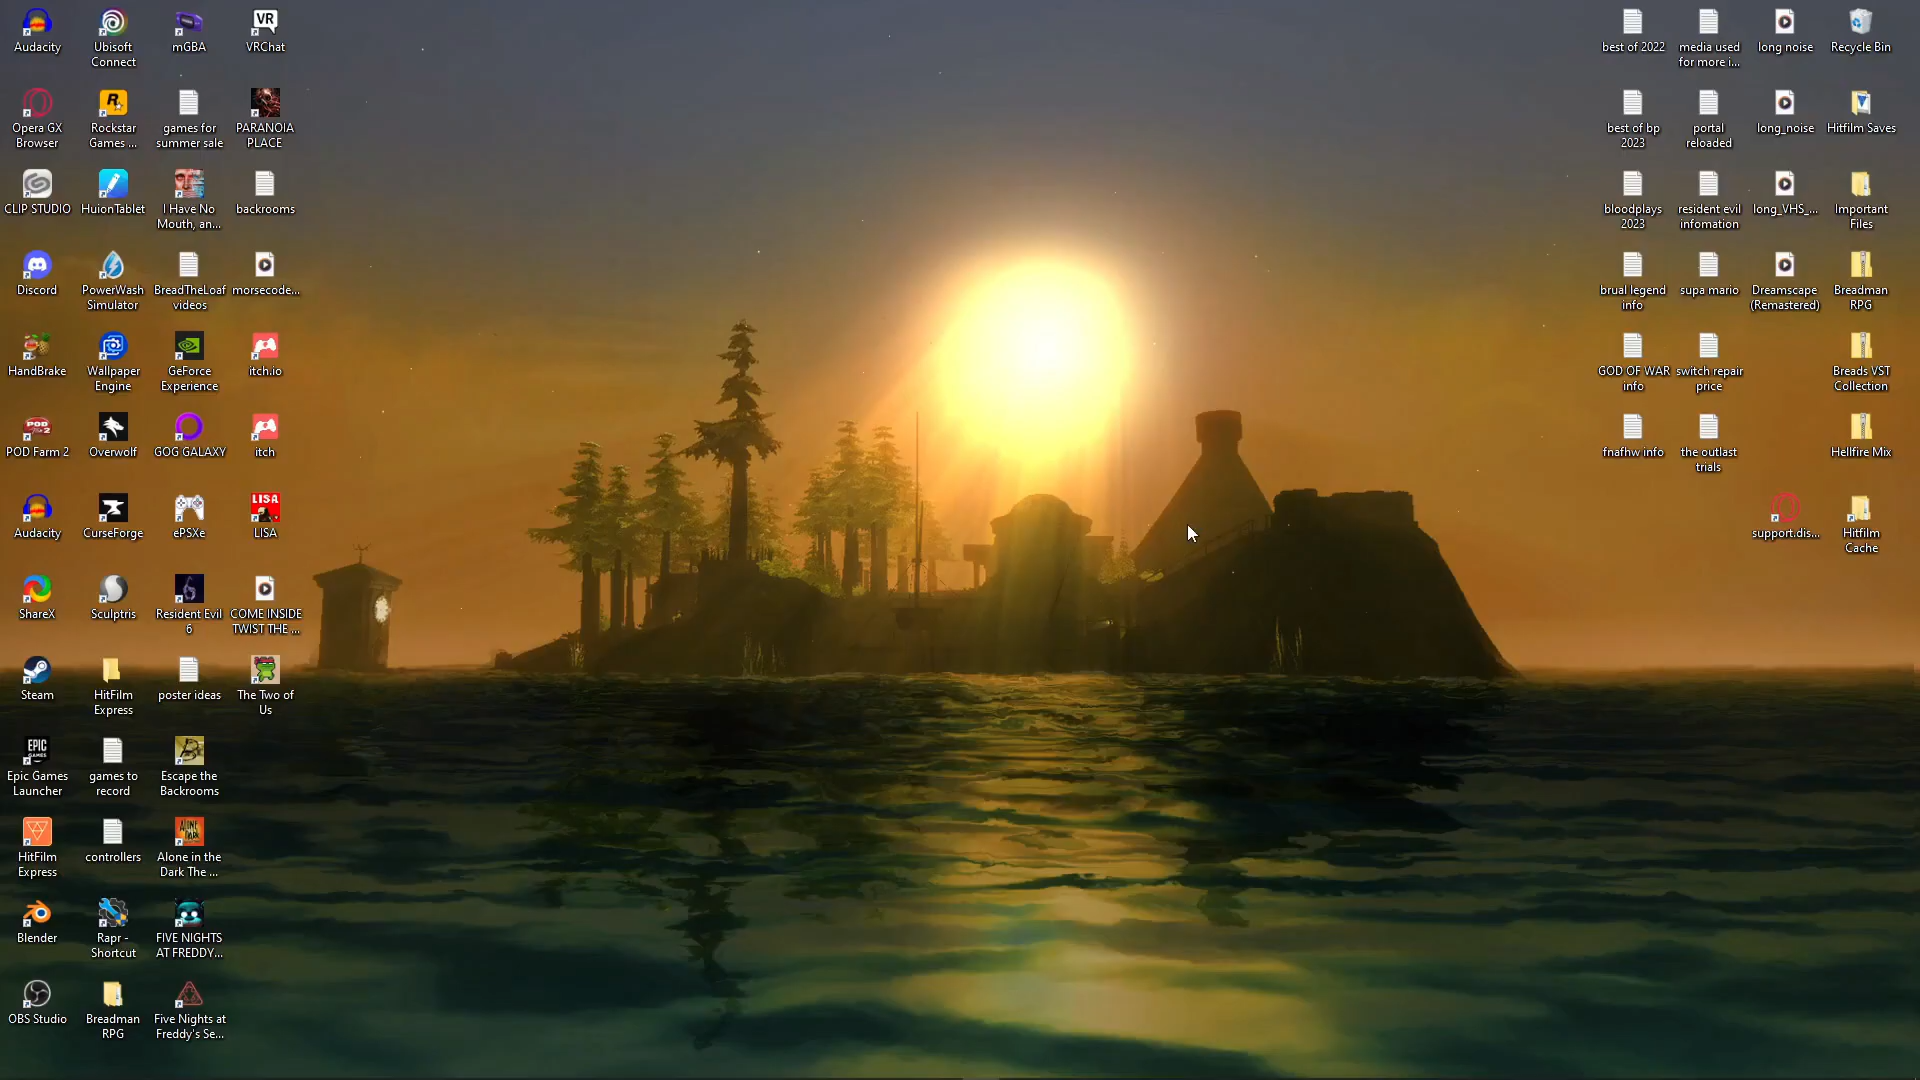 Audacity
Ubisoft
Connect
mGBA
VR
VRChat
Opera GX
Browser
Rockstar
Games ...
games for
summer sale
PARANOIA
PLACE
CLIP STUDIO
HuionTablet
I Have No
Mouth, an...
backrooms
Discord
PowerWash
Simulator
BreadTheLoaf
videos
morsecode...
HandBrake
Wallpaper
Engine
GeForce
Experience
itch.io
POD
POD Farm 2
Overwolf
GOG GALAXY
itch
Audacity
CurseForge
ePSXe
LISA
LISA
ShareX
Sculptris
Resident Evil
6
COME INSIDE
TWIST THE ...
Steam
HitFilm
Express
poster ideas
The Two of
Us
EPIC
GAMES
Epic Games
Launcher
games to
record
Escape the
Backrooms
HitFilm
Express
controllers
ALONE
DARK
Alone in the
Dark The ...
Blender
Rapr -
Shortcut
FIVE NIGHTS
AT FREDDY...
OBS Studio
Breadman
RPG
Five Nights at
Freddy's Se...
best of 2022
media used
for more i...
long noise
Recycle Bin
best of bp
2023
portal
reloaded
long_noise
Hitfilm Saves
bloodplays
2023
resident evil
infomation
long_VHS_...
Important
Files
brual legend
info
supa mario
Dreamscape
(Remastered)
Breadman
RPG
GOD OF WAR
info
switch repair
price
Breads VST
Collection
fnafhw info
the outlast
trials
Hellfire Mix
support.dis...
Hitfilm
Cache